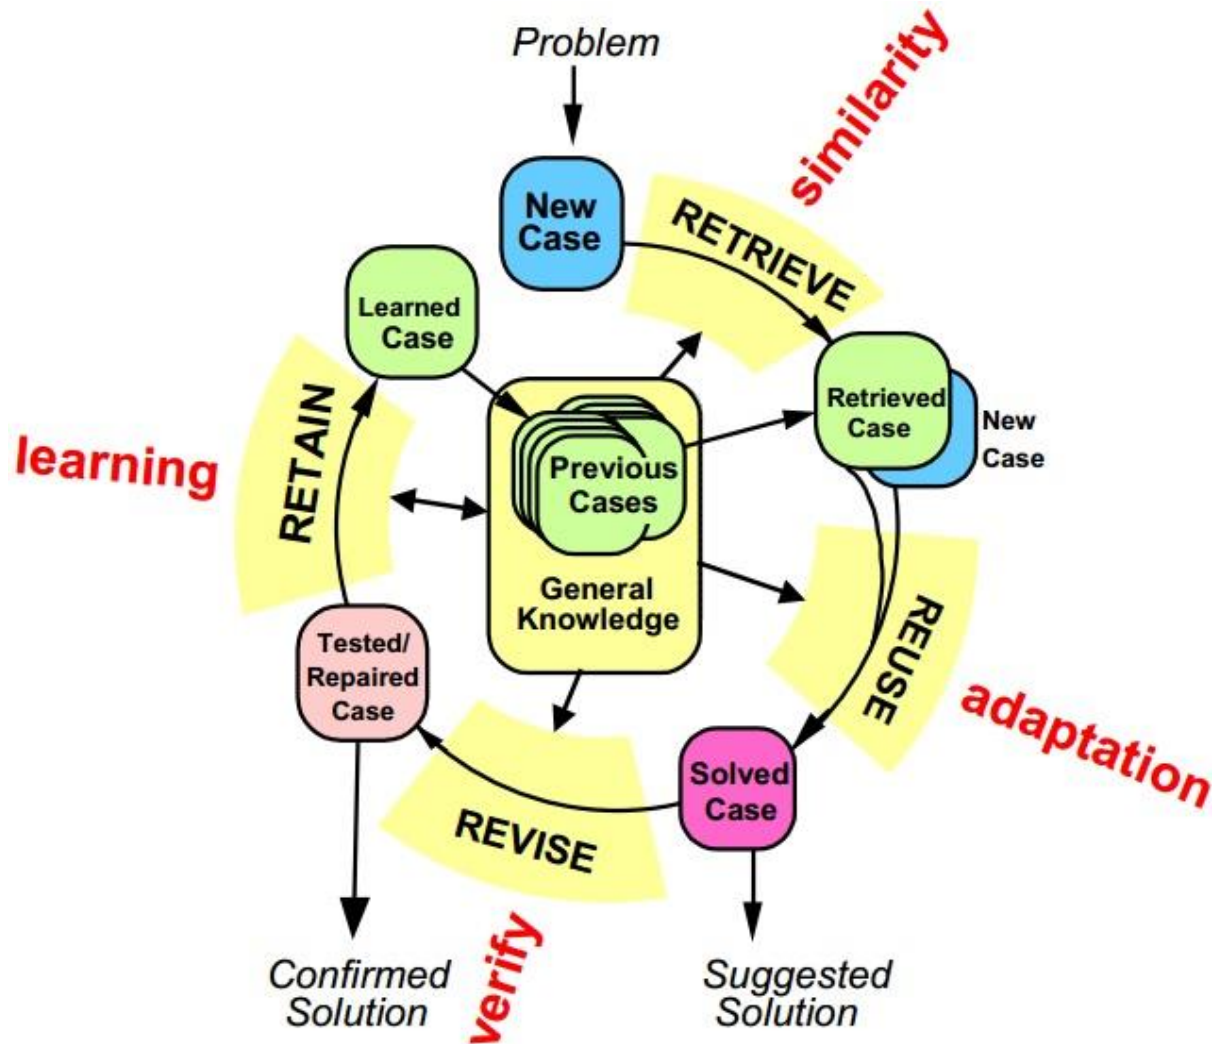 Problem
similarity
New
Case
RETRIEVE
Learned
Case
Retrieved
Case
New
Case
RETAIN
learning
Previous
Cases
General
Knowledge
REUSE
adaptation
Tested/
Repaired
Case
Solved
Case
REVISE
verify
Confirmed
Solution
Suggested
Solution